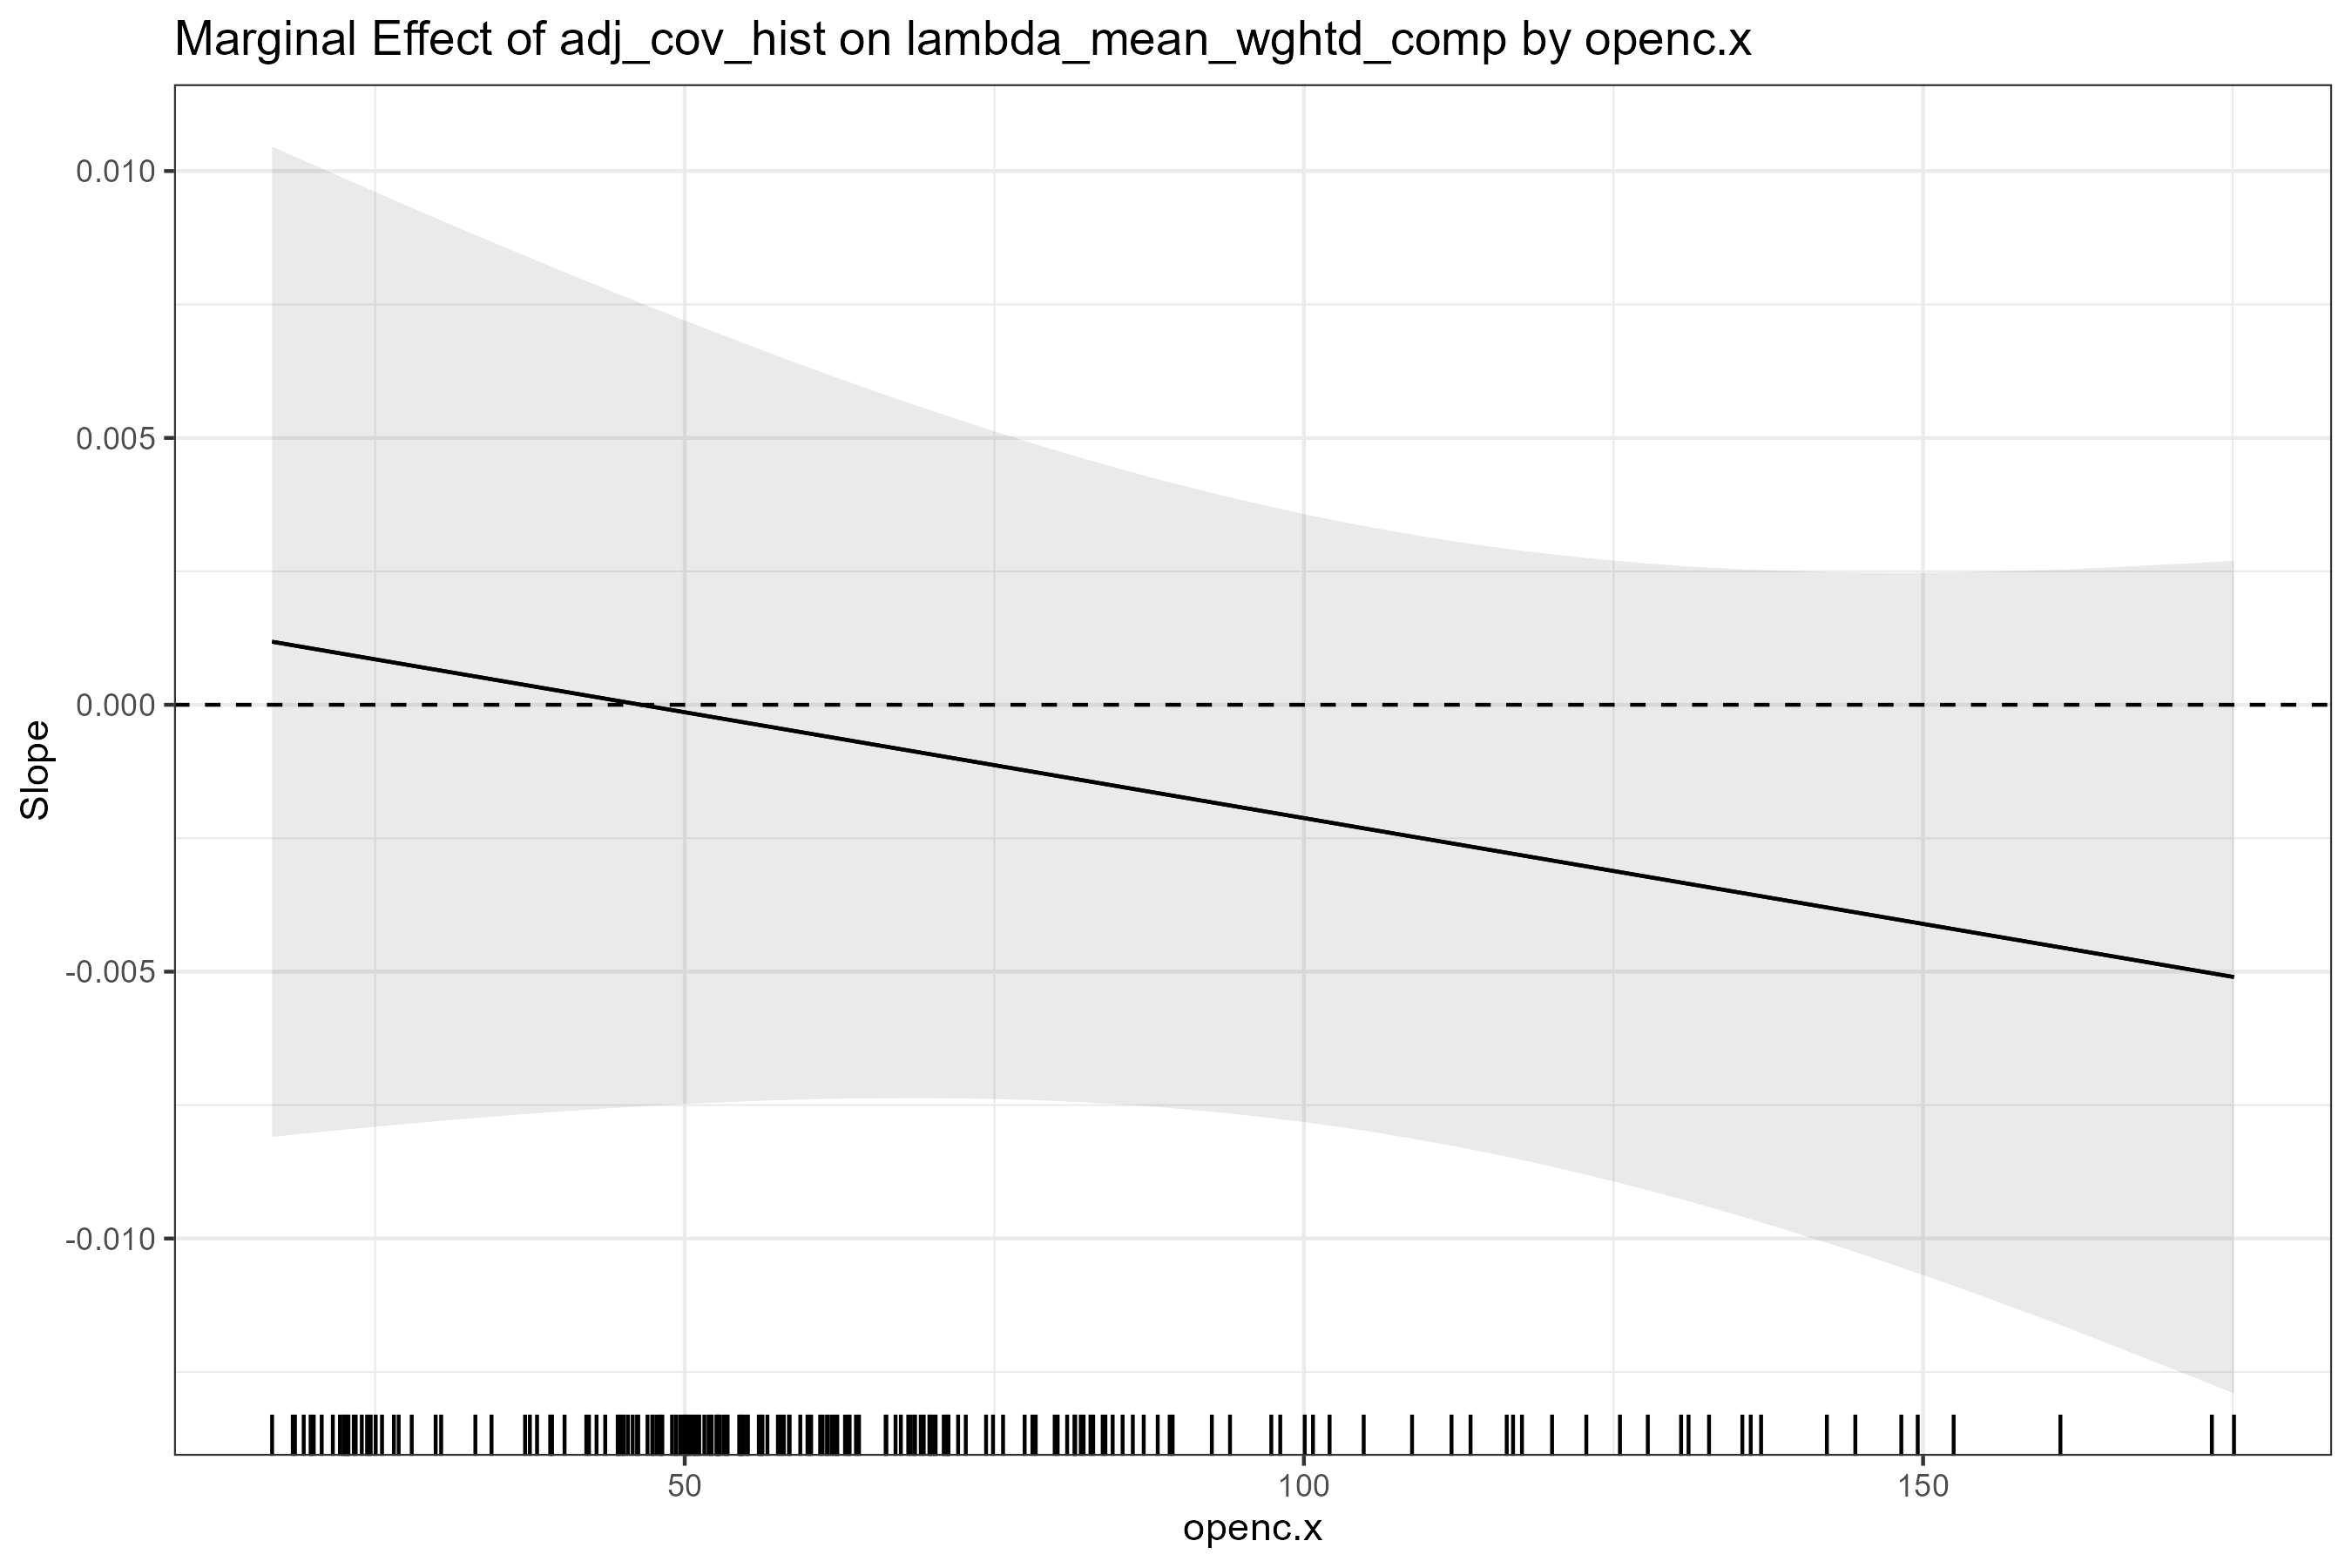 Marginal Effect of adj_cov_hist on lambda_mean_wghtd_comp by openc.x
0.010
0.005
0.000
-0.005
-0.010
Slope
50 100 150
openc.x